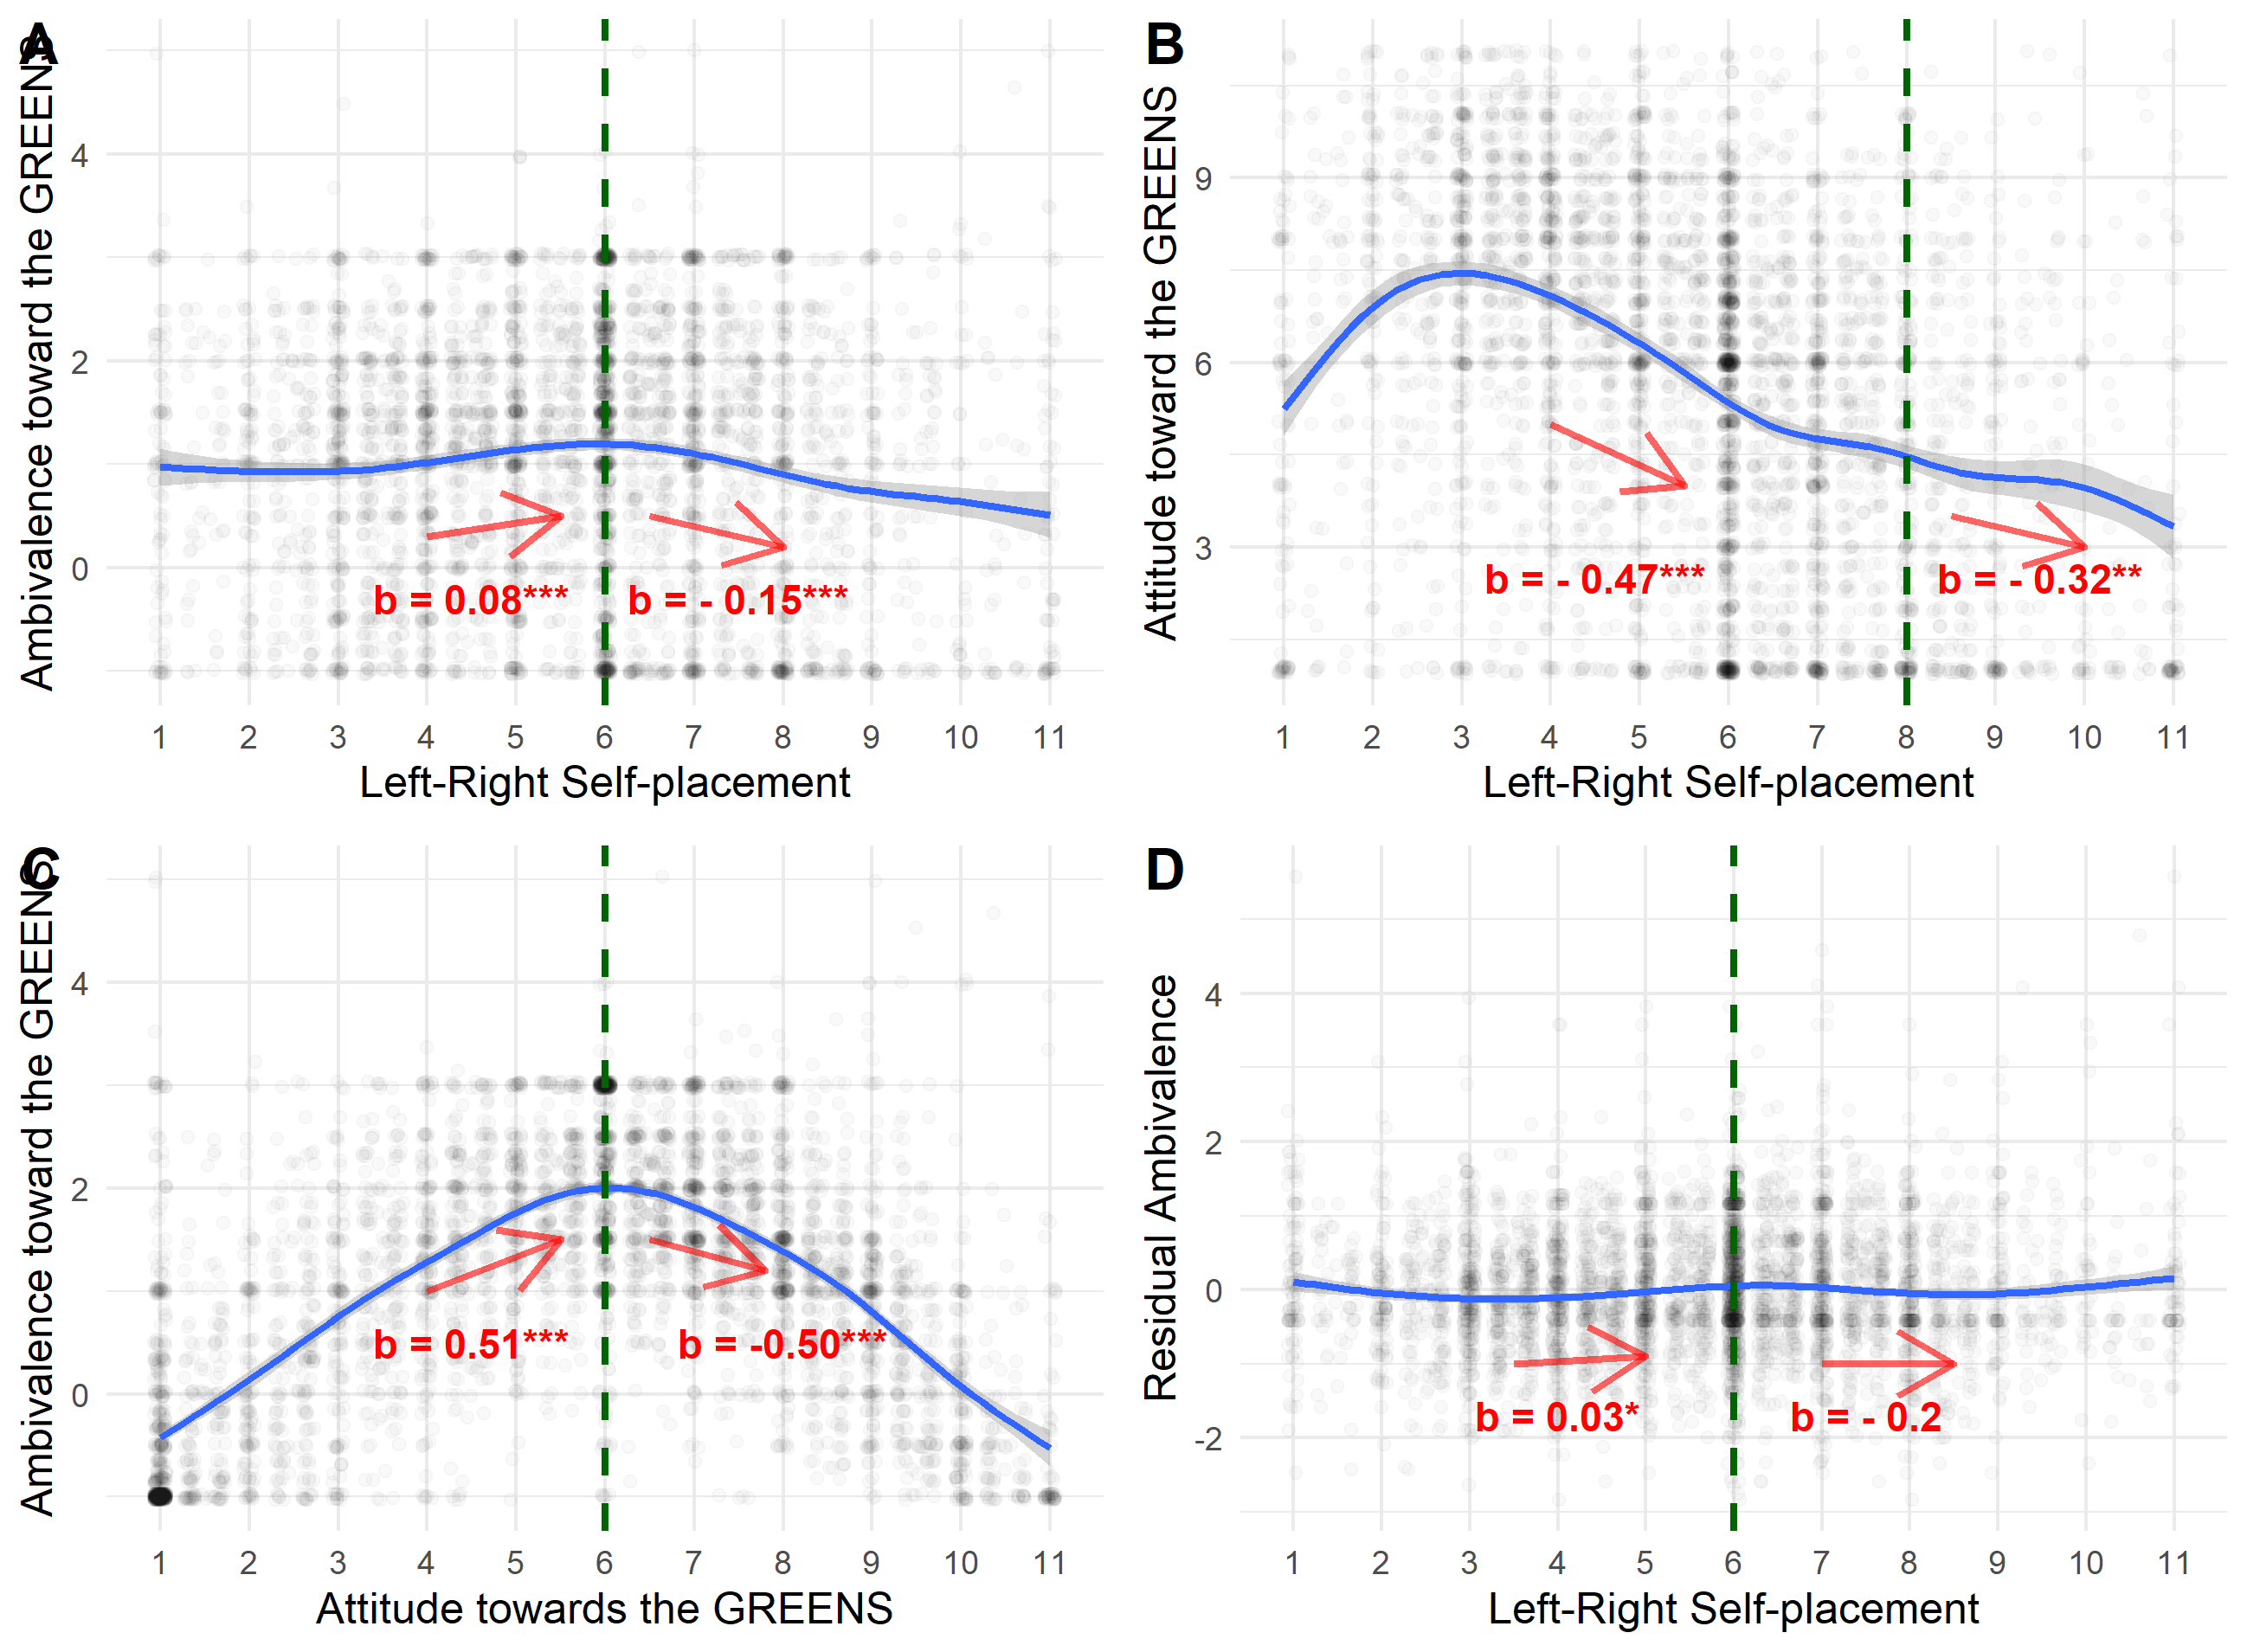 A
Ambivalence toward the GREENS
4
2
0
b = 0.08***
b = - 0.15***
1 2 3 4 5 6 7 8 9 10 11
Left-Right Self-placement
B
Attitude toward the GREENS
9
6
3
b = - 0.47***
b = - 0.32**
1 2 3 4 5 6 7 8 9 10 11
Left-Right Self-placement
C
Ambivalence toward the GREENS
4
2
0
b = 0.51***
b = -0.50***
1 2 3 4 5 6 7 8 9 10 11
Attitude towards the GREENS
D
Residual Ambivalence
4
2
0
-2
b = 0.03*
b = - 0.2
1 2 3 4 5 6 7 8 9 10 11
Left-Right Self-placement